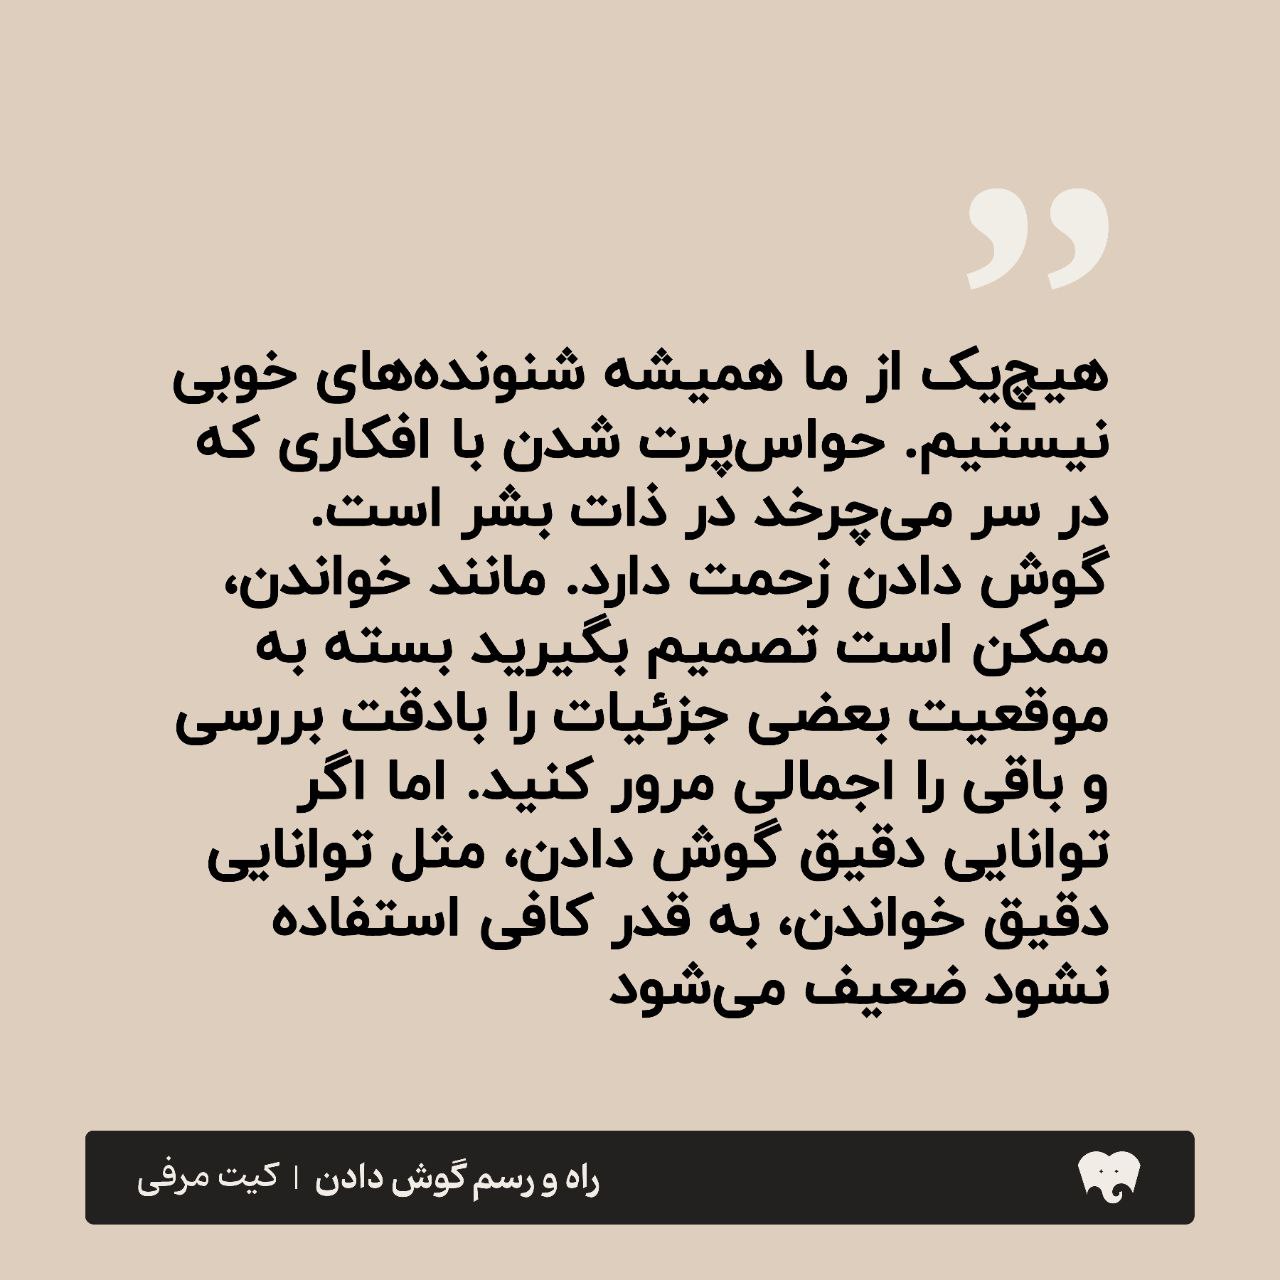 ”
هیچ‌یک از ما همیشه شنونده‌های خوبی
نیستیم. حواس‌پرت شدن با افکاری که
در سر می‌چرخد در ذات بشر است.
گوش دادن زحمت دارد. مانند خواندن،
ممکن است تصمیم بگیرید بسته به
موقعیت بعضی جزئیات را بادقت بررسی
و باقی را اجمالی مرور کنید. اما اگر
توانایی دقیق گوش دادن، مثل توانایی
دقیق خواندن، به قدر کافی استفاده
نشود ضعیف می‌شود
راه و رسم گوش دادن | کیت مرفی